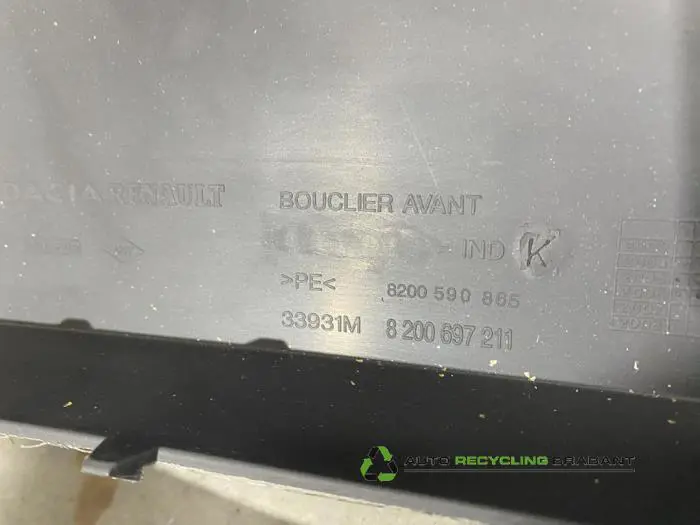 DACIA RENAULT
BOUCLIER AVANT
- IND K
>PE<
8200 590 865
33931M 8 200 697 211
AUTO RECYCLING BRABANT